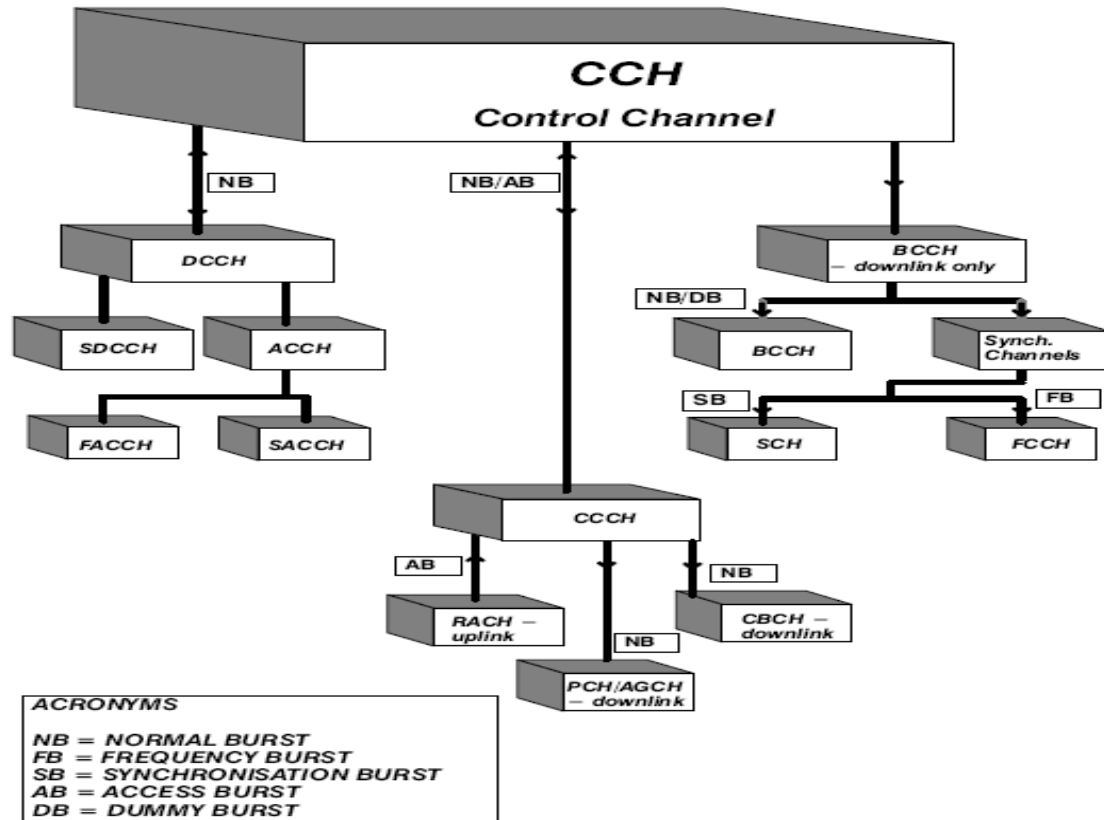 CCH
Control Channel
NB
NB/AB
DCCH
BCCH
– downlink only
NB/DB
SDCCH
ACCH
BCCH
Synch.
Channels
SB
FB
FACCH
SACCH
SCH
FCCH
CCCH
AB
NB
RACH –
uplink
CBCH –
downlink
NB
PCH/AGCH
– downlink
ACRONYMS
NB = NORMAL BURST
FB = FREQUENCY BURST
SB = SYNCHRONISATION BURST
AB = ACCESS BURST
DB = DUMMY BURST